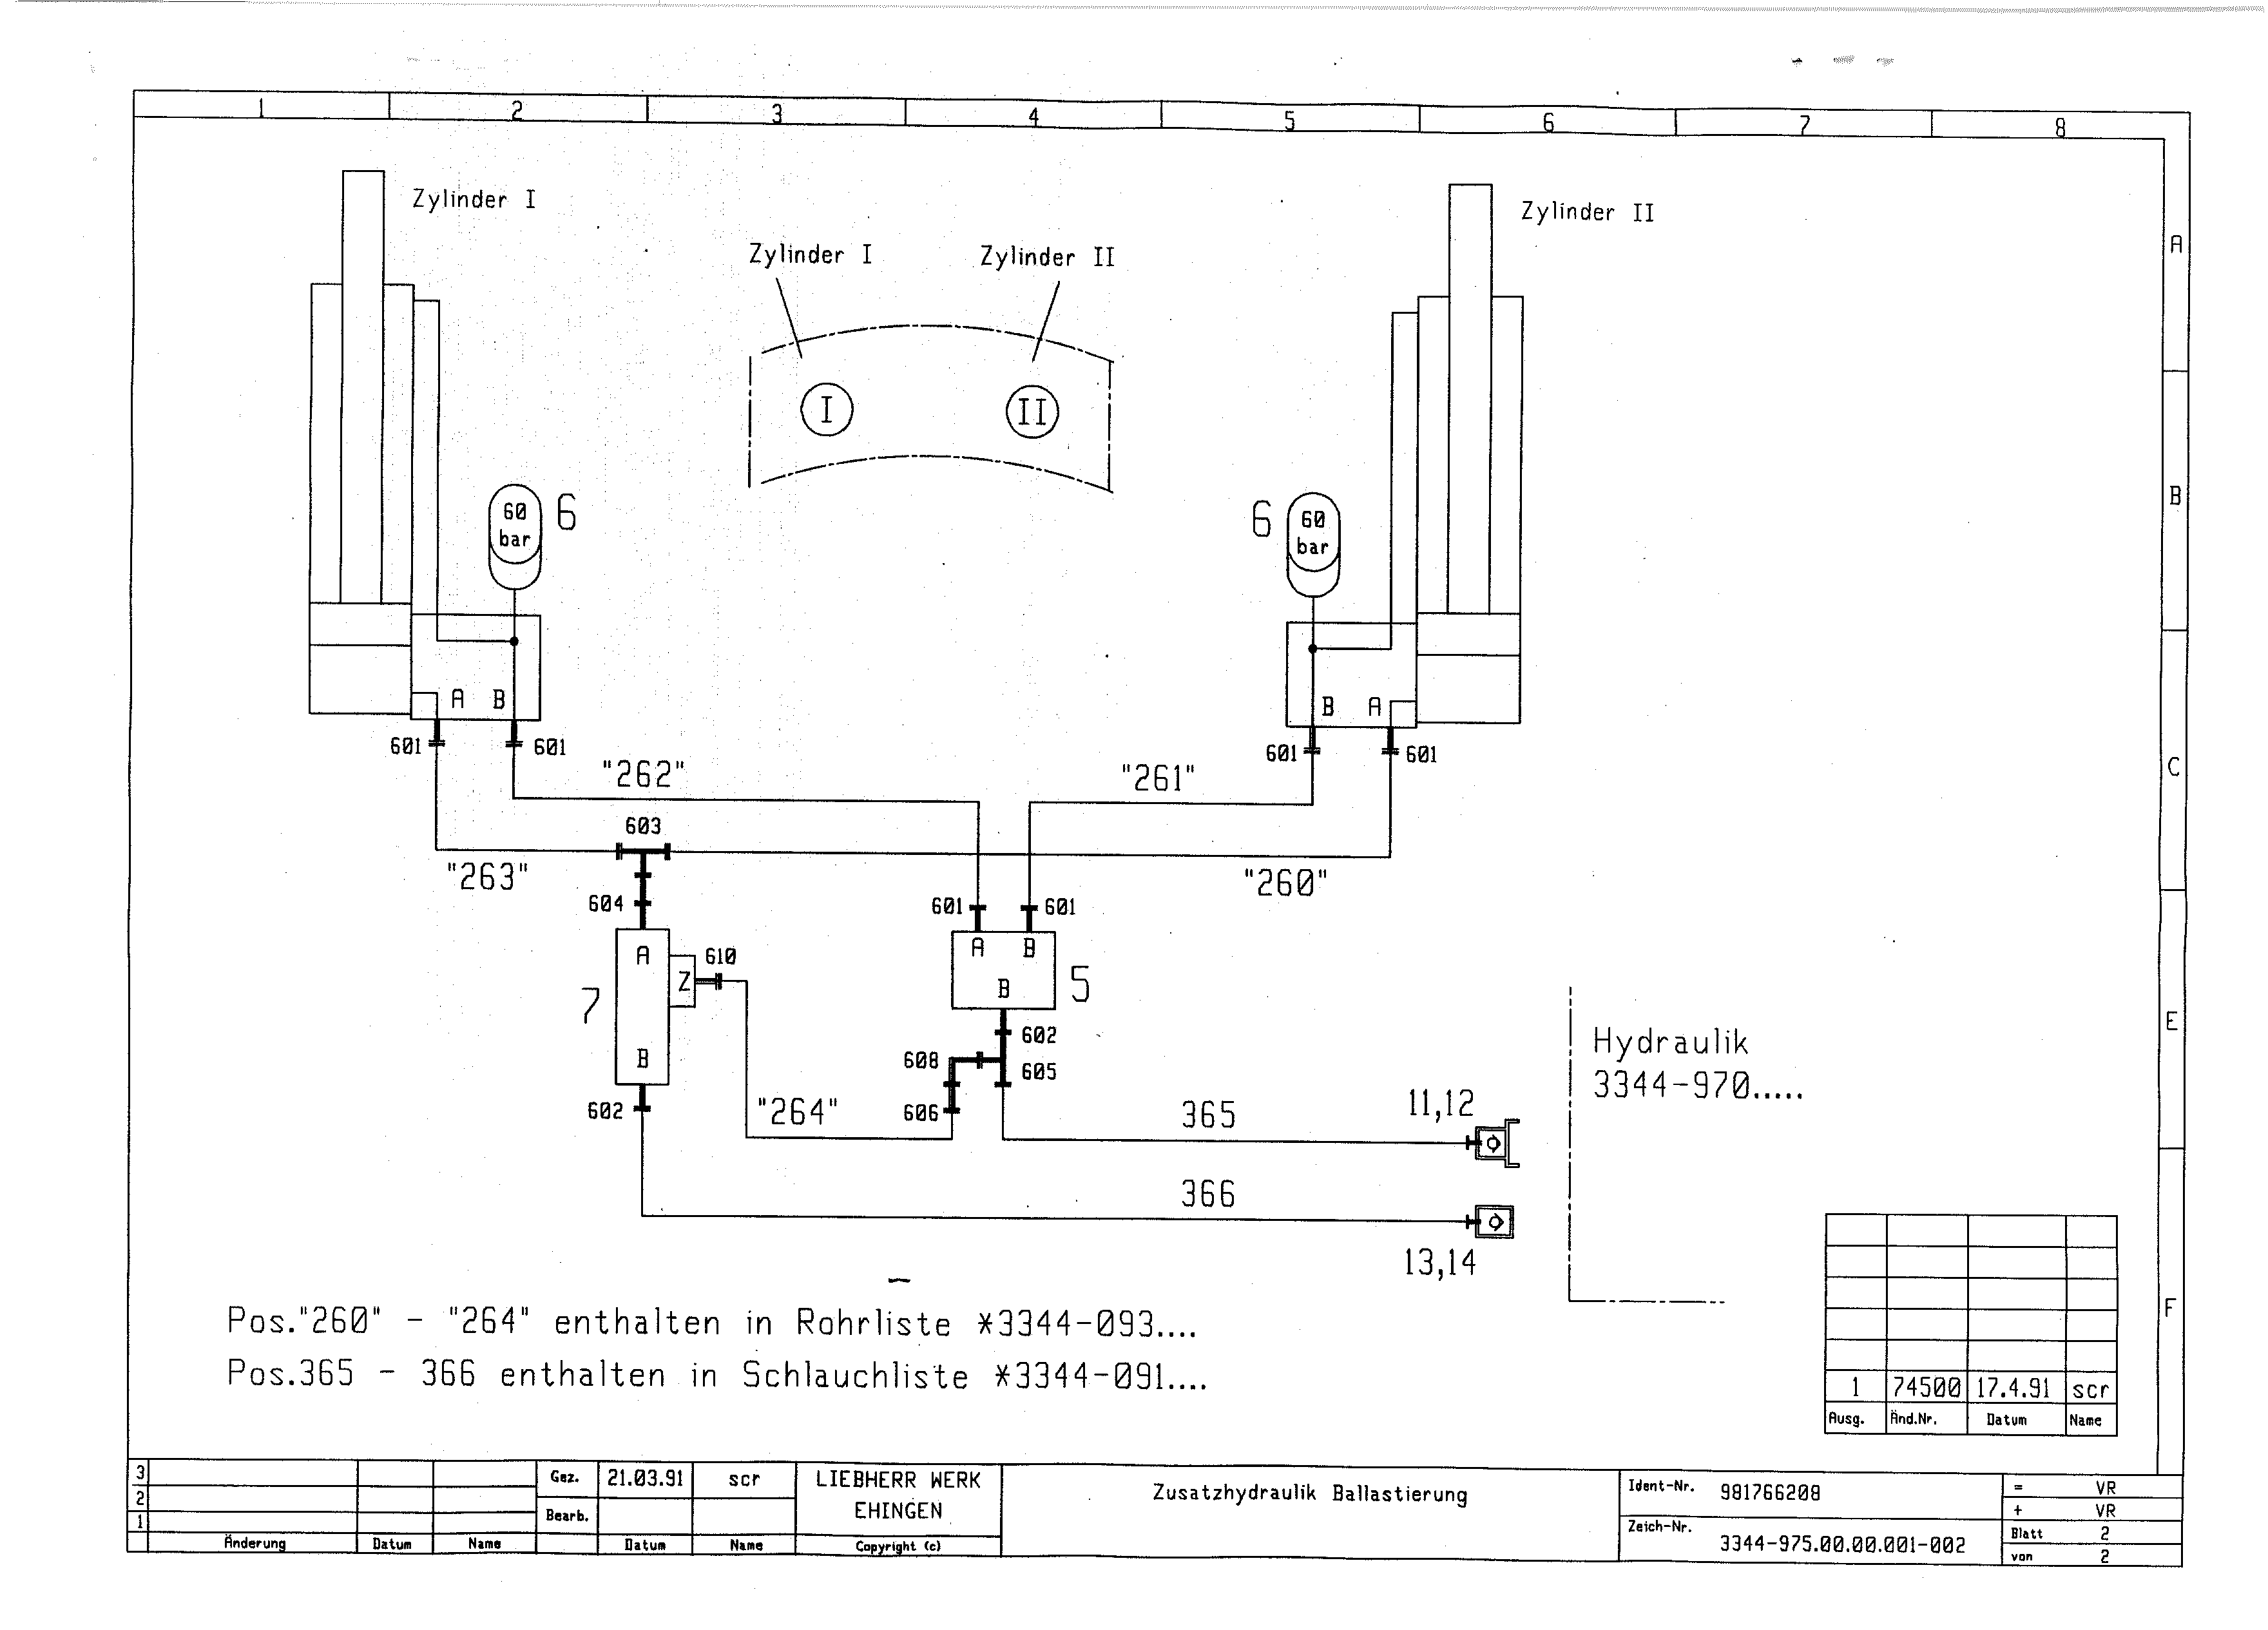 1 2 3 4 5 6 7 8
Zylinder I
Zylinder II
Zylinder I
Zylinder II
A
I
II
B
60
bar
6
6
60
bar
A B
B A
601
601
601
601
C
"262"
"261"
603
"263"
"260"
604
601
601
A
610
A B
Z
B
5
7
E
602
Hydraulik
B
608
605
3344-970.....
602
"264"
606
365
11,12
366
13,14
F
Pos."260" - "264" enthalten in Rohrliste *3344-093....
Pos.365 - 366 enthalten in Schlauchliste *3344-091....
1 74500 17.4.91 scr
Ausg. Änd.Nr. Datum Name
3
2
1
Änderung Datum Name
Gez. 21.03.91 scr
Bearb.
Datum Name
LIEBHERR WERK
EHINGEN
Copyright (c)
Zusatzhydraulik Ballastierung
Ident-Nr. 981766208
Zeich-Nr. 3344-975.00.00.001-002
= VR
+ VR
Blatt 2
von 2